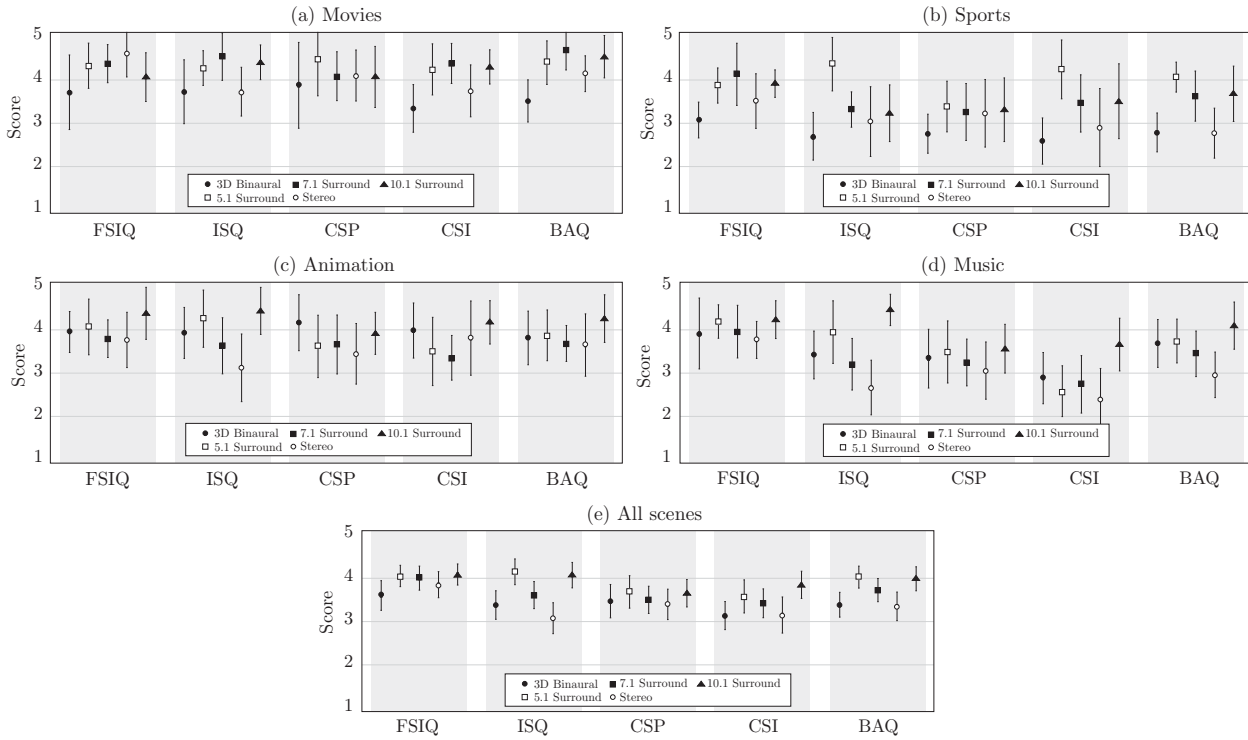 (a) Movies
5
4
3
2
1
Score
3D Binaural 7.1 Surround 10.1 Surround
5.1 Surround Stereo
FSIQ ISQ CSP CSI BAQ
(b) Sports
5
4
3
2
1
Score
3D Binaural 7.1 Surround 10.1 Surround
5.1 Surround Stereo
FSIQ ISQ CSP CSI BAQ
(c) Animation
5
4
3
2
1
Score
3D Binaural 7.1 Surround 10.1 Surround
5.1 Surround Stereo
FSIQ ISQ CSP CSI BAQ
(d) Music
5
4
3
2
1
Score
3D Binaural 7.1 Surround 10.1 Surround
5.1 Surround Stereo
FSIQ ISQ CSP CSI BAQ
(e) All scenes
5
4
3
2
1
Score
3D Binaural 7.1 Surround 10.1 Surround
5.1 Surround Stereo
FSIQ ISQ CSP CSI BAQ